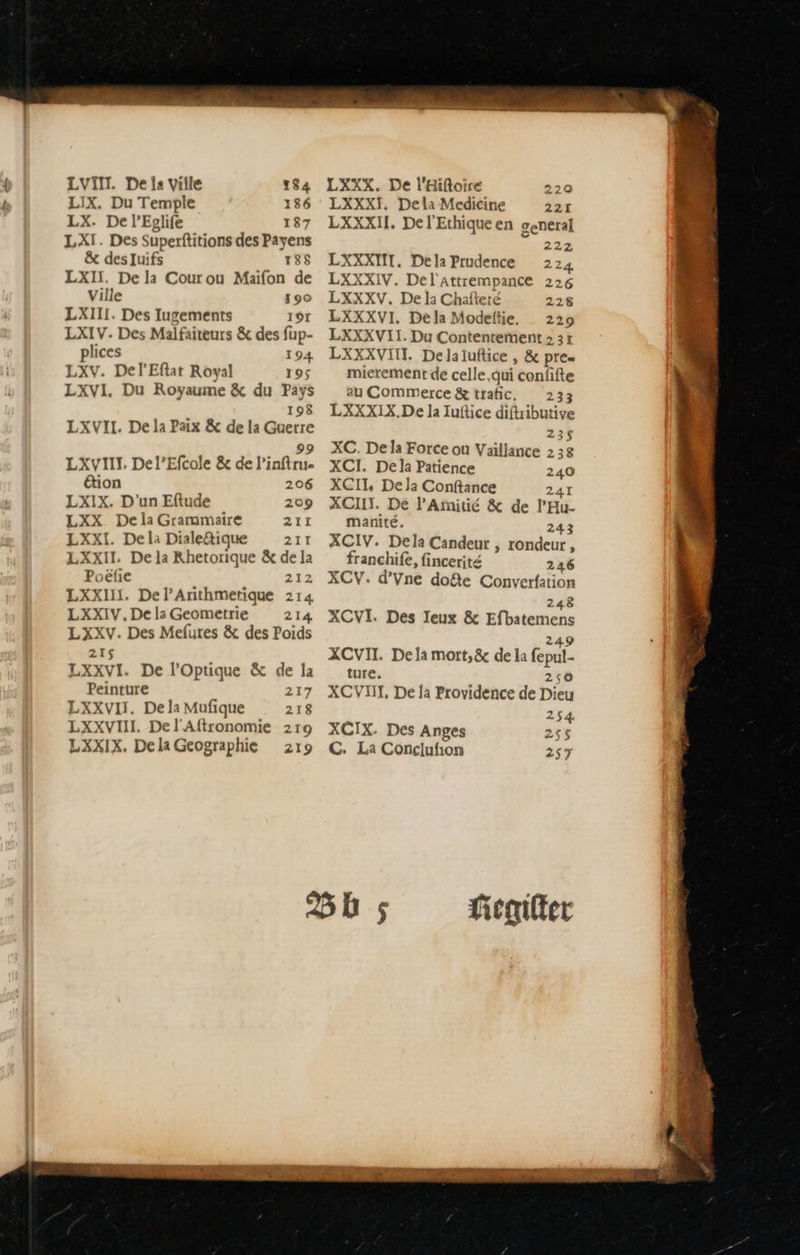 LVIII. De la Ville 184
LIX. Du Temple 186
LX. De l'Egliſe 187
LXI. Des Superſtitions des Payens
& des Iuifs 188
LXII. De la Cour ou Maiſon de
Ville 190
LXIII. Des Iugements 191
LXIV. Des Malfaiteurs & des ſup-
plices 194
LXV. De l'Eſtat Royal 195
LXVI. Du Royaume & du Pays
198
LXVII. De la Paix & de la Guerre
99
LXVIII. De l'Eſcole & de l'inſtru-
ction 206
LXIX. D'un Eſtude 209
LXX De la Grammaire 211
LXXI. De la Dialectique 211
LXXII. De la Rhetorique & de la
Poëſie 212
LXXIII. De l'Arithmetique 214
LXXIV. De la Geometrie 214
LXXV. Des Meſures & des Poids
215
LXXVI. De l'Optique & de la
Peinture 217
LXXVII. De la Muſique 218
LXXVIII. De l'Aſtronomie 219
LXXIX. De la Geographie 219
LXXX. De l'Hiſtoire 220
LXXXI. De la Medicine 221
LXXXII. De l'Ethique en general
222
LXXXIII. De la Prudence 224
LXXXIV. De l'attrempance 226
LXXXV. De la Chaſteté 228
LXXXVI. De la Modeſtie. 229
LXXXVII. Du Contentement 231
LXXXVIII. De la Iuſtice, & pre-
mierement de celle, qui conſiſte
au Commerce & trafic. 233
LXXXIX. De la Iuſtice diſtributive
235
XC. De la Force ou Vaillance 238
XCI. De la Patience 240
XCII. De la Conſtance 241
XCIII. De l'Amitié & de l'Hu-
manité. 243
XCIV. De la Candeur, rondeur,
franchiſe, ſincerité 246
XCV. d'Vne docte Converſation
248
XCVI. Des Ieux & Eſbatemens
249
XCVII. De la mort, & de la ſepul-
ture. 250
XCVIII. De la Providence de Dieu
254
XCIX. Des Anges 255
C. La Concluſion 257
Bb 5 Regiſter